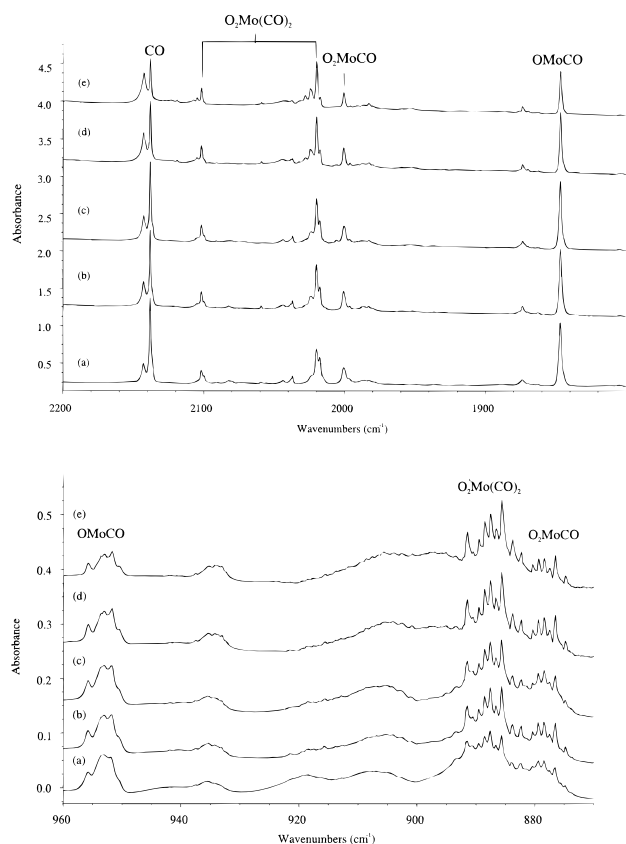 O₂Mo(CO)₂
CO
O₂MoCO
OMoCO
4.5
(e)
4.0
(d)
3.5
3.0
(c)
2.5
2.0
(b)
1.5
1.0
(a)
0.5
Absorbance
2200 2100 2000 1900
Wavenumbers (cm⁻¹)
O₂Mo(CO)₂
OMoCO
O₂MoCO
0.5
(e)
0.4
(d)
0.3
(c)
0.2
(b)
0.1
(a)
0.0
Absorbance
960 940 920 900 880
Wavenumbers (cm⁻¹)